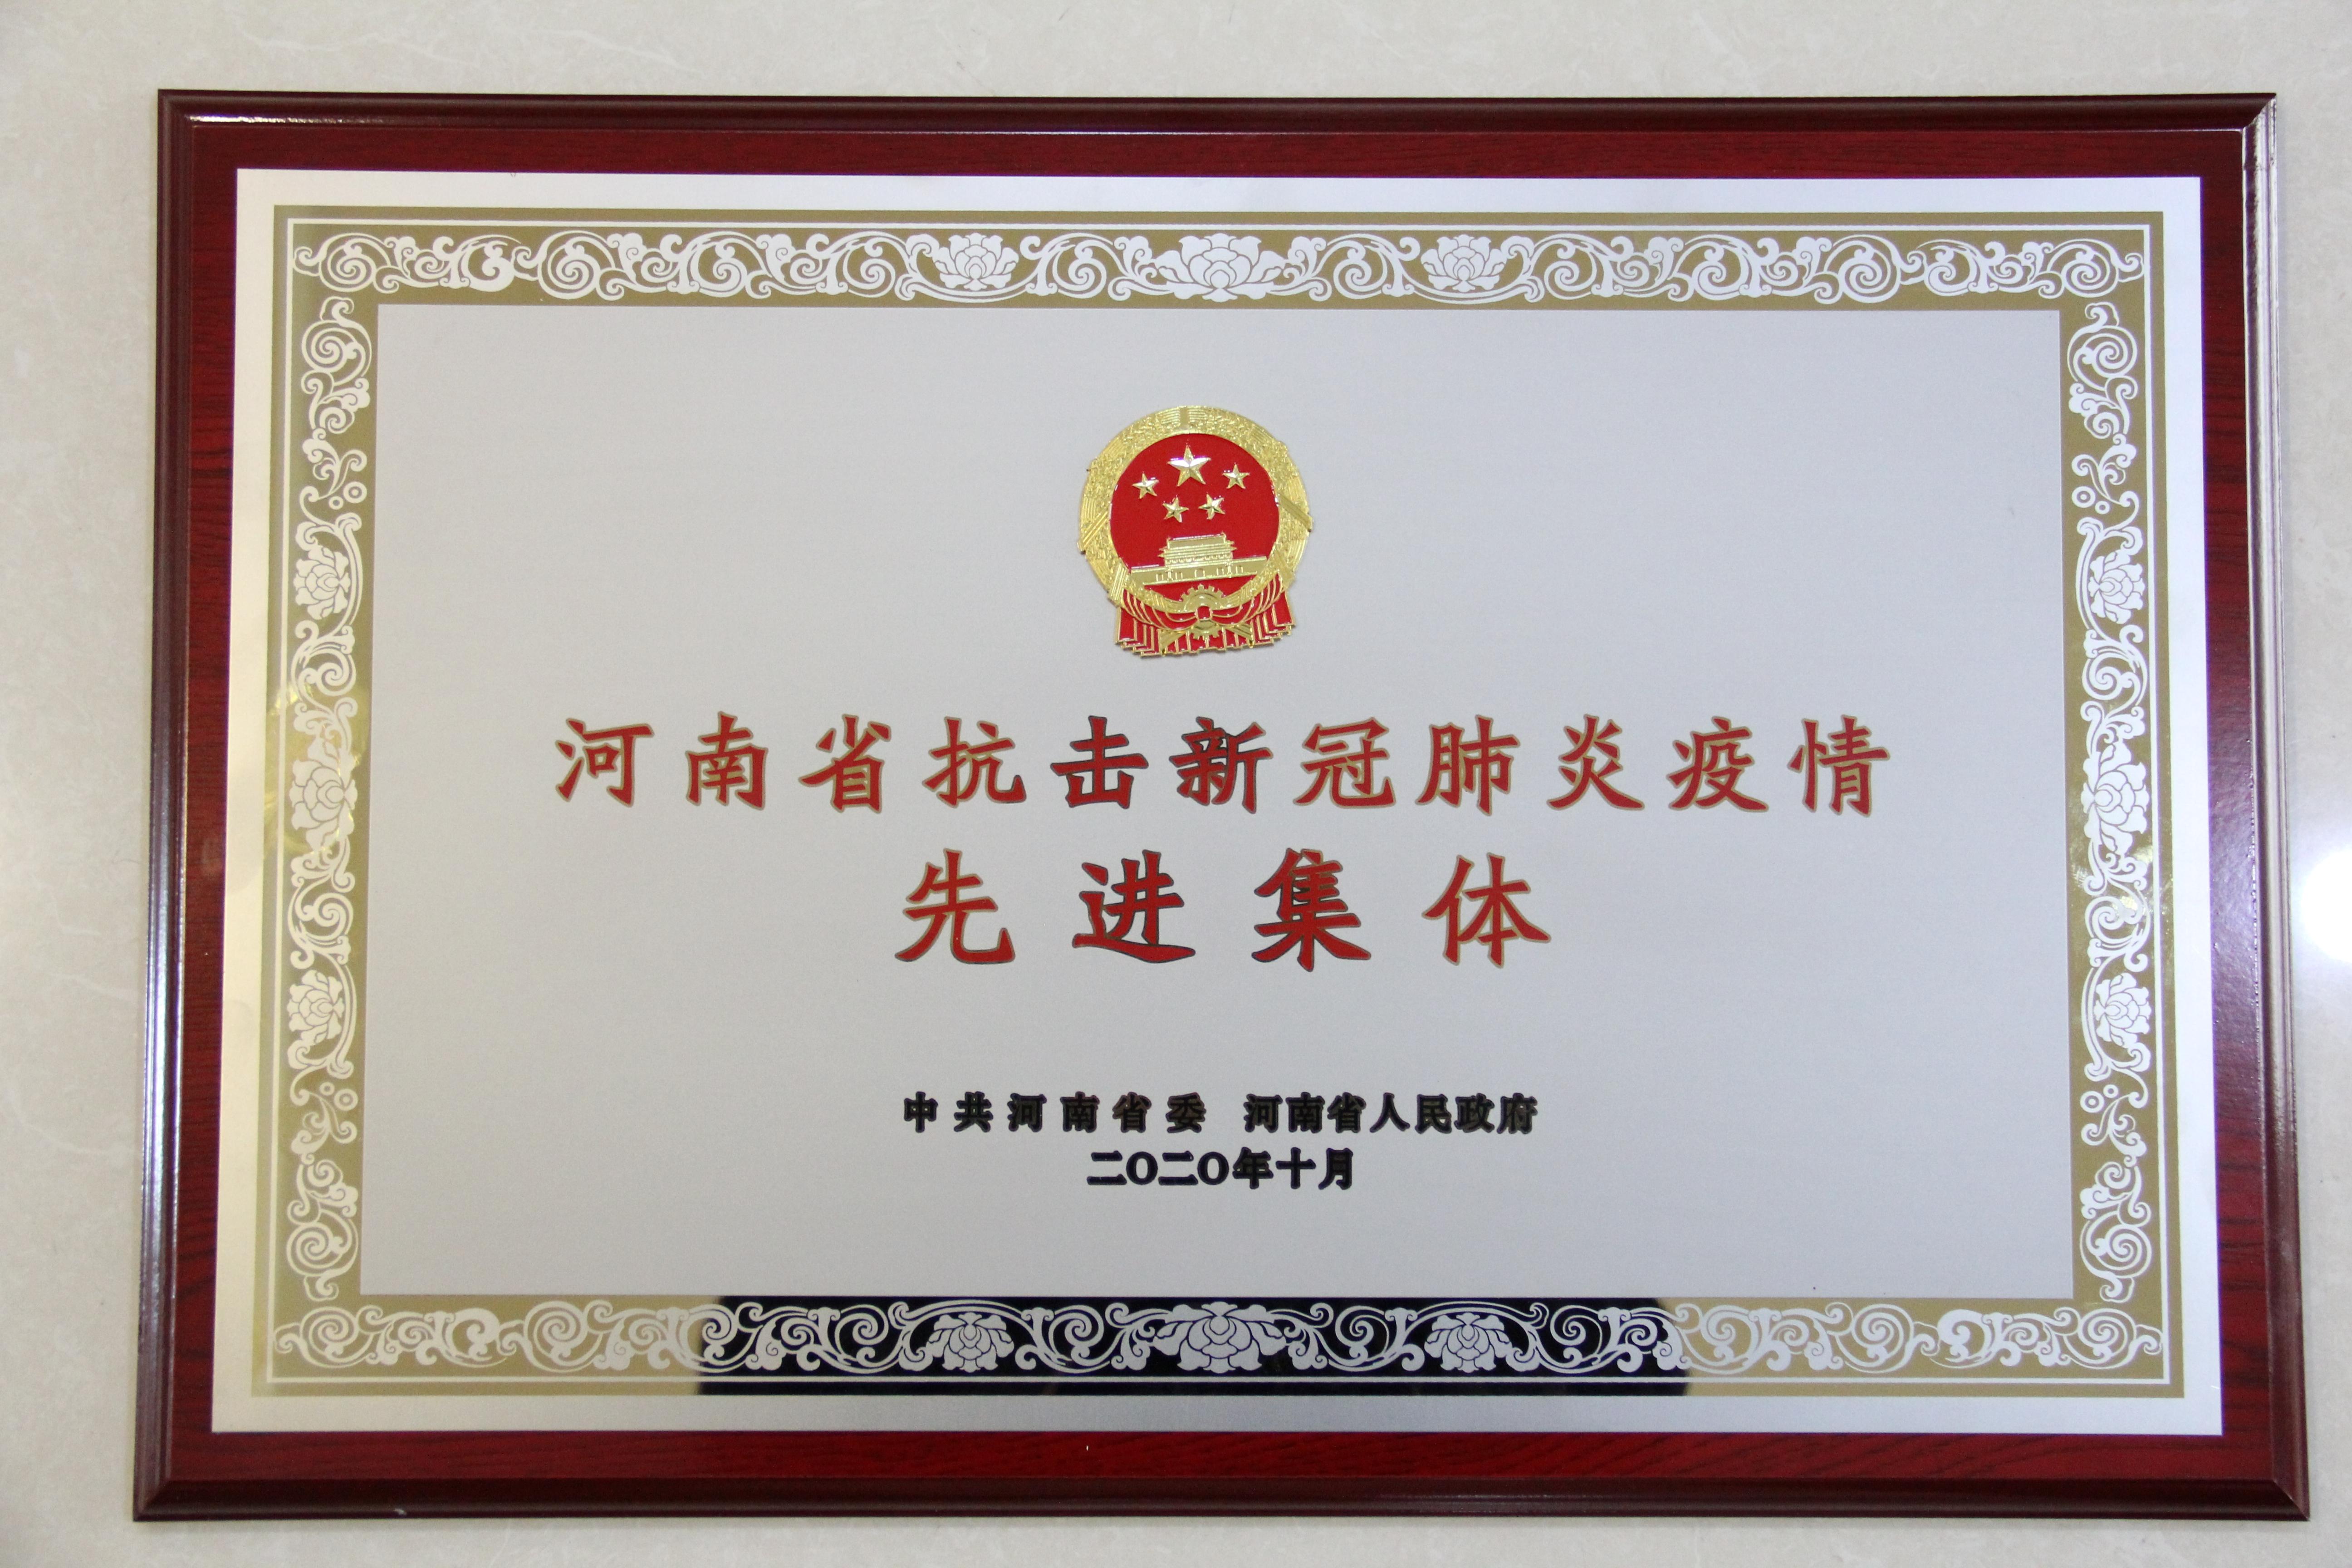 河南省抗击新冠肺炎疫情
先进集体
中共河南省委 河南省人民政府
二〇二〇年十月